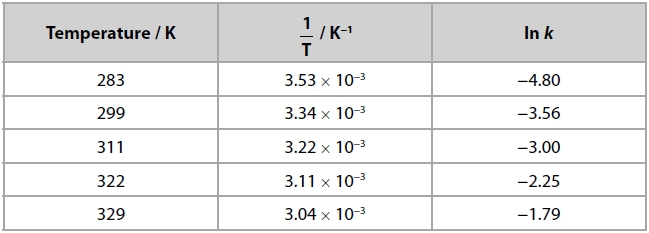 Temperature / K	1/T / K⁻¹	ln k
283	3.53 × 10⁻³	−4.80
299	3.34 × 10⁻³	−3.56
311	3.22 × 10⁻³	−3.00
322	3.11 × 10⁻³	−2.25
329	3.04 × 10⁻³	−1.79